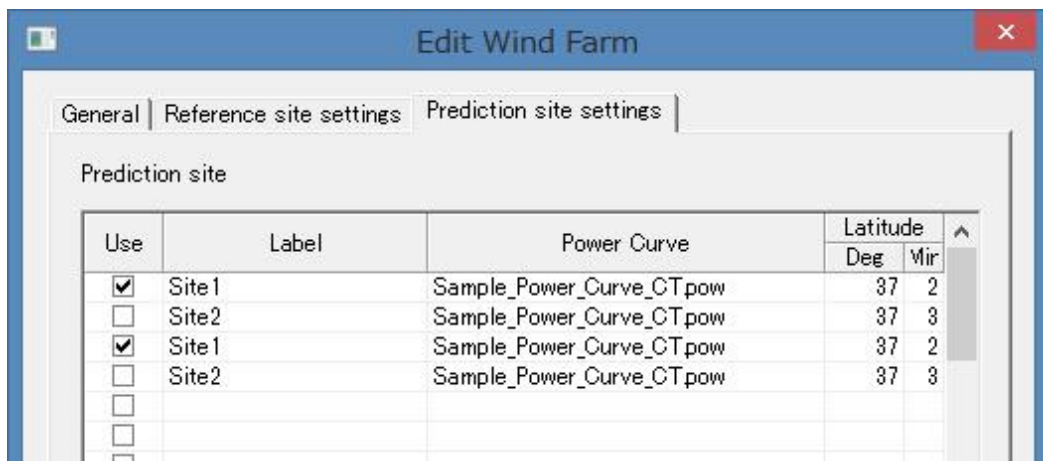 Edit Wind Farm
General Reference site settings Prediction site settings
Prediction site
Use Label Power Curve Latitude
Deg Min
Site1 Sample_Power_Curve_CT.pow 37 2
Site2 Sample_Power_Curve_CT.pow 37 3
Site1 Sample_Power_Curve_CT.pow 37 2
Site2 Sample_Power_Curve_CT.pow 37 3